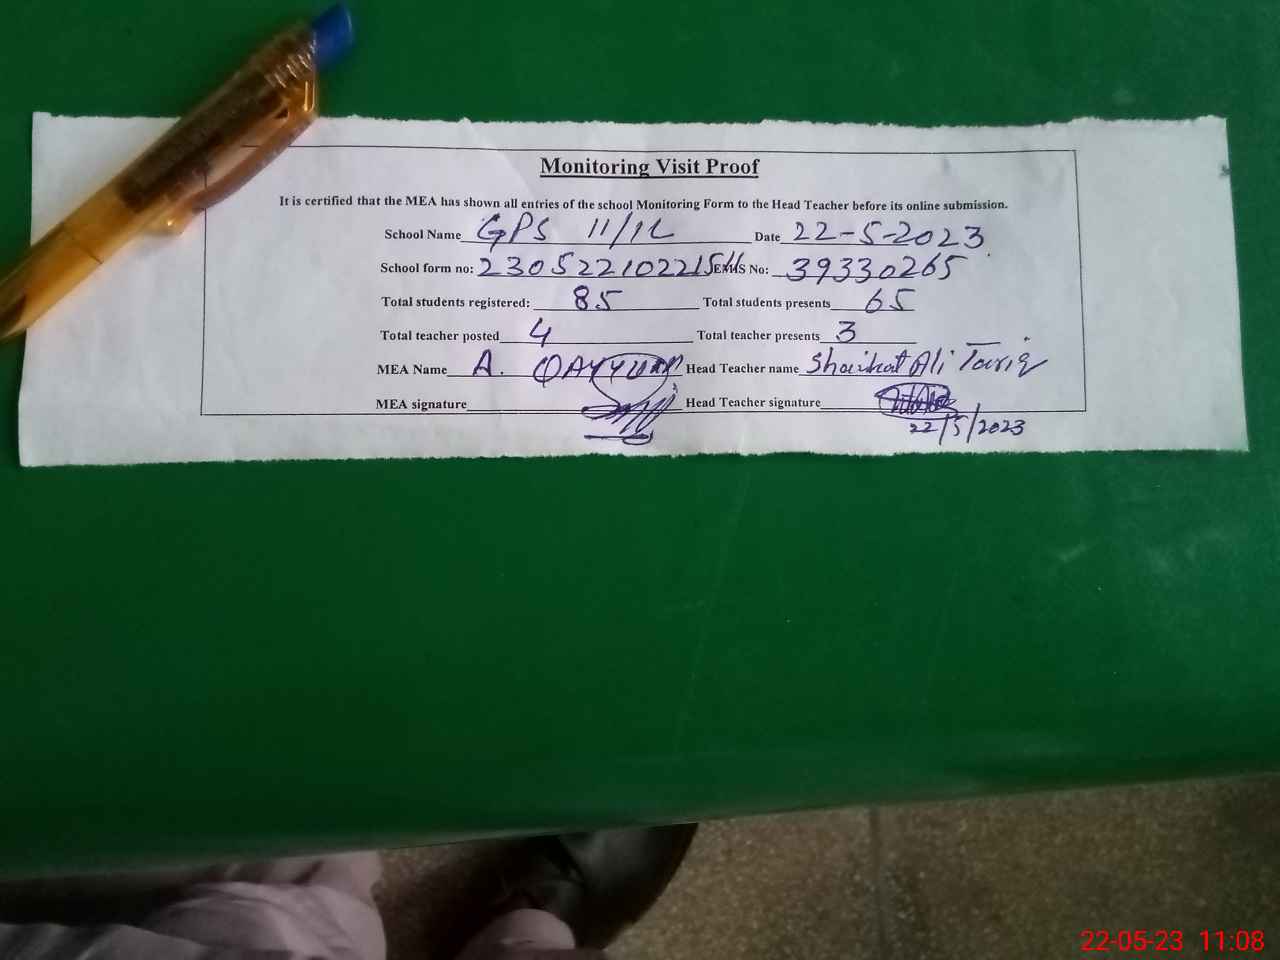 Monitoring Visit Proof
It is certified that the MEA has shown all entries of the school Monitoring Form to the Head Teacher before its online submission.
School Name GPS 11/1L Date 22-5-2023
School form no: 23052210221511 EMIS No: 39330265
Total students registered: 85 Total students presents 65
Total teacher posted 4 Total teacher presents 3
MEA Name A. QAYYUM Head Teacher name Shaukat Ali Tariq
MEA signature Head Teacher signature
22/5/2023
22-05-23 11:08